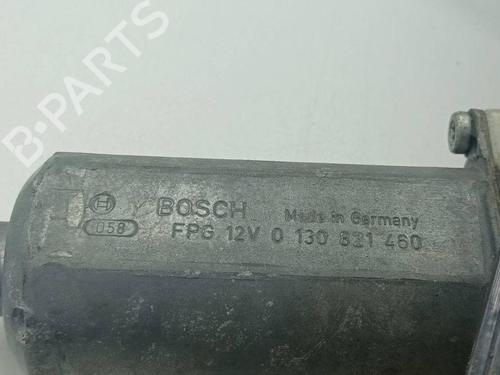 B-PARTS
BOSCH Made in Germany
058 FPG 12V 0 130 821 460